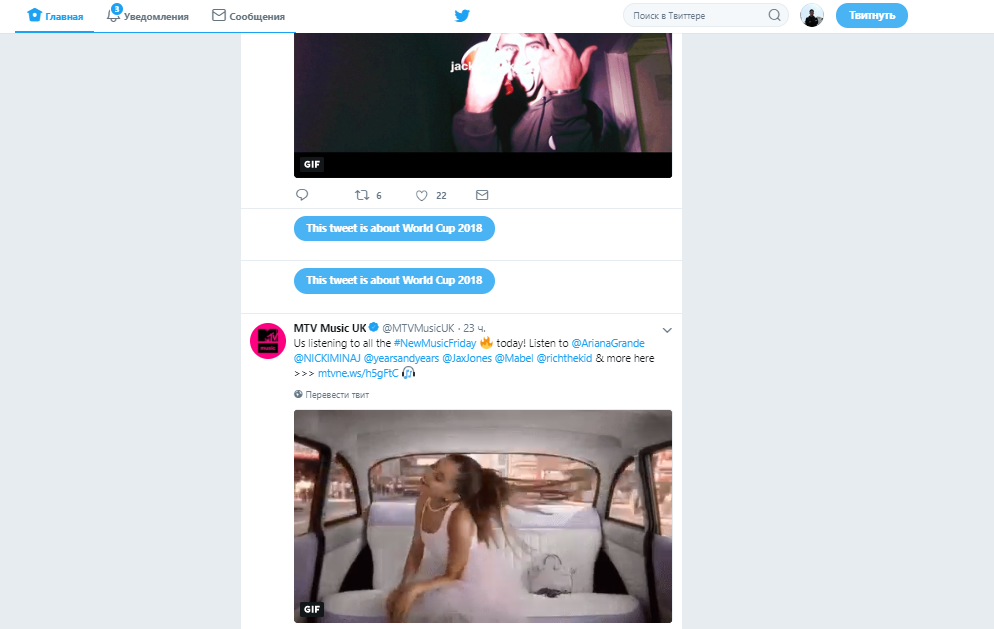 Главная
3
Уведомления
Сообщения
Поиск в Твиттере
Твитнуть
jack
GIF
6
22
This tweet is about World Cup 2018
This tweet is about World Cup 2018
MTV Music UK @MTVMusicUK · 23 ч.
Us listening to all the #NewMusicFriday 🔥 today! Listen to @ArianaGrande
@NICKIMINAJ @yearsandyears @JaxJones @Mabel @richthekid & more here
>>> mtvne.ws/h5gFtC 🎧
Перевести твит
MTV
music
GIF